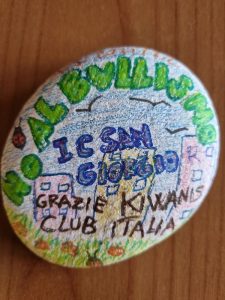 NO AL BULLISMO
IC SAN
GIORGIO
GRAZIE KIWANIS
CLUB ITALIA